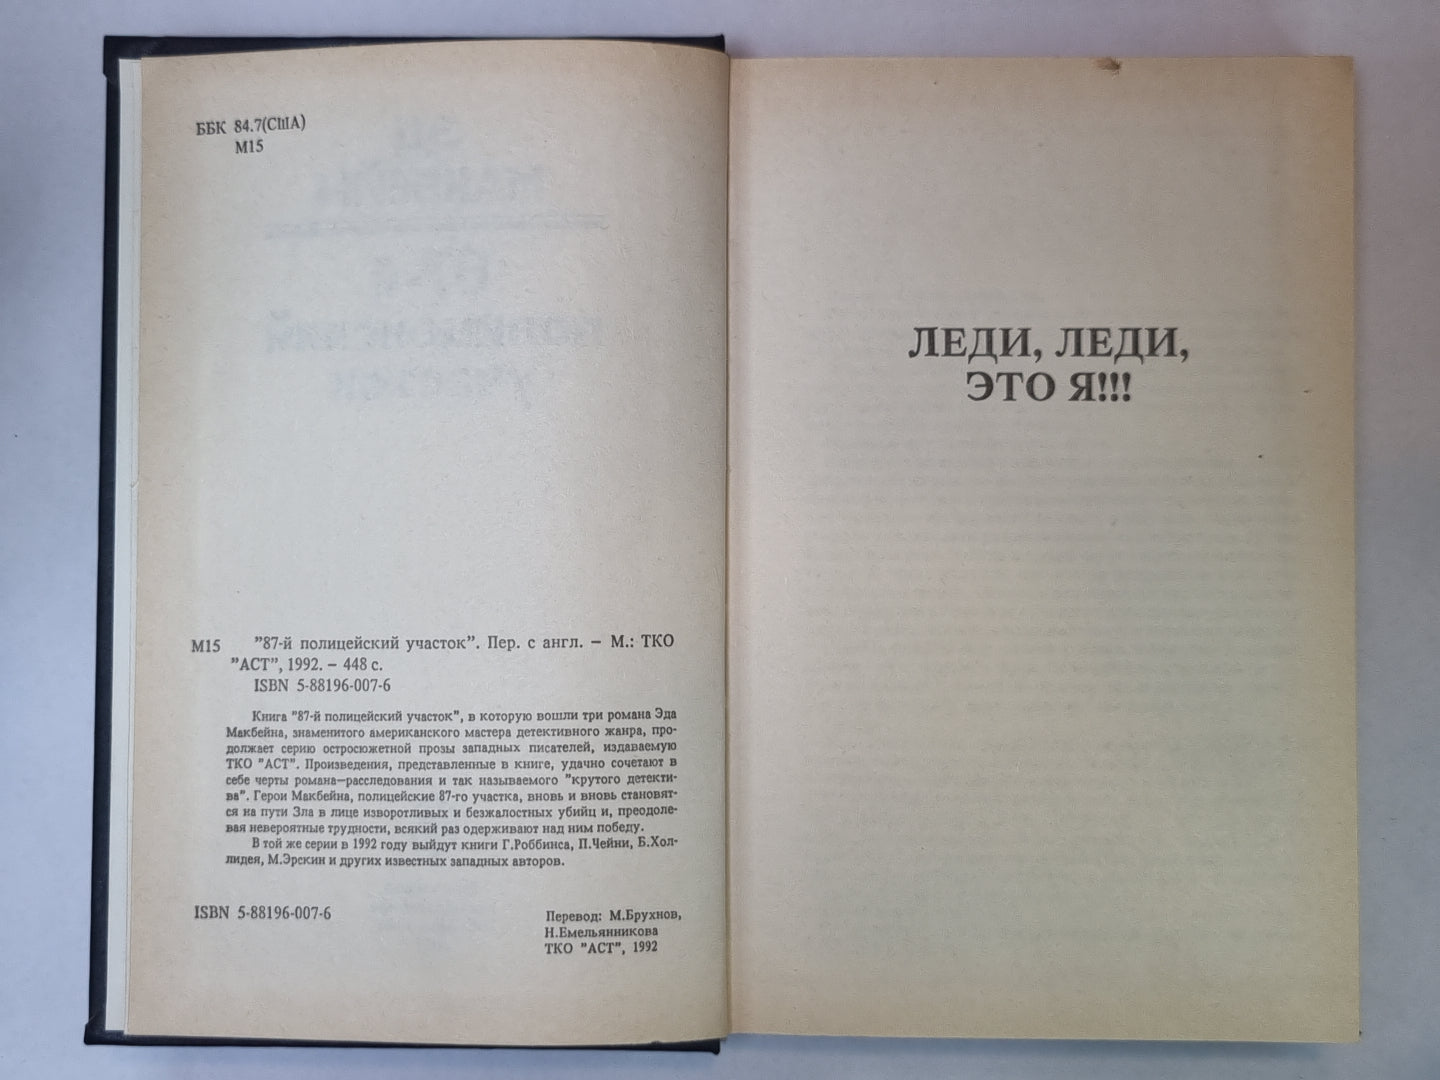 ББК 84.7(США)
М15
М15 "87-й полицейский участок". Пер. с англ. – М.: ТКО
"АСТ", 1992. – 448 с.
ISBN 5-88196-007-6
Книга "87-й полицейский участок", в которую вошли три романа Эда
Макбейна, знаменитого американского мастера детективного жанра, про-
должает серию остросюжетной прозы западных писателей, издаваемую
ТКО "АСТ". Произведения, представленные в книге, удачно сочетают в
себе черты романа—расследования и так называемого "крутого детекти-
ва". Герои Макбейна, полицейские 87-го участка, вновь и вновь становят-
ся на пути Зла в лице изворотливых и безжалостных убийц и, преодоле-
вая невероятные трудности, всякий раз одерживают над ним победу.
В той же серии в 1992 году выйдут книги Г.Роббинса, П.Чейни, Б.Хол-
лидея, М.Эрскин и других известных западных авторов.
ISBN 5-88196-007-6
Перевод: М.Брухнов,
Н.Емельянникова
ТКО "АСТ", 1992
ЛЕДИ, ЛЕДИ,
ЭТО Я!!!